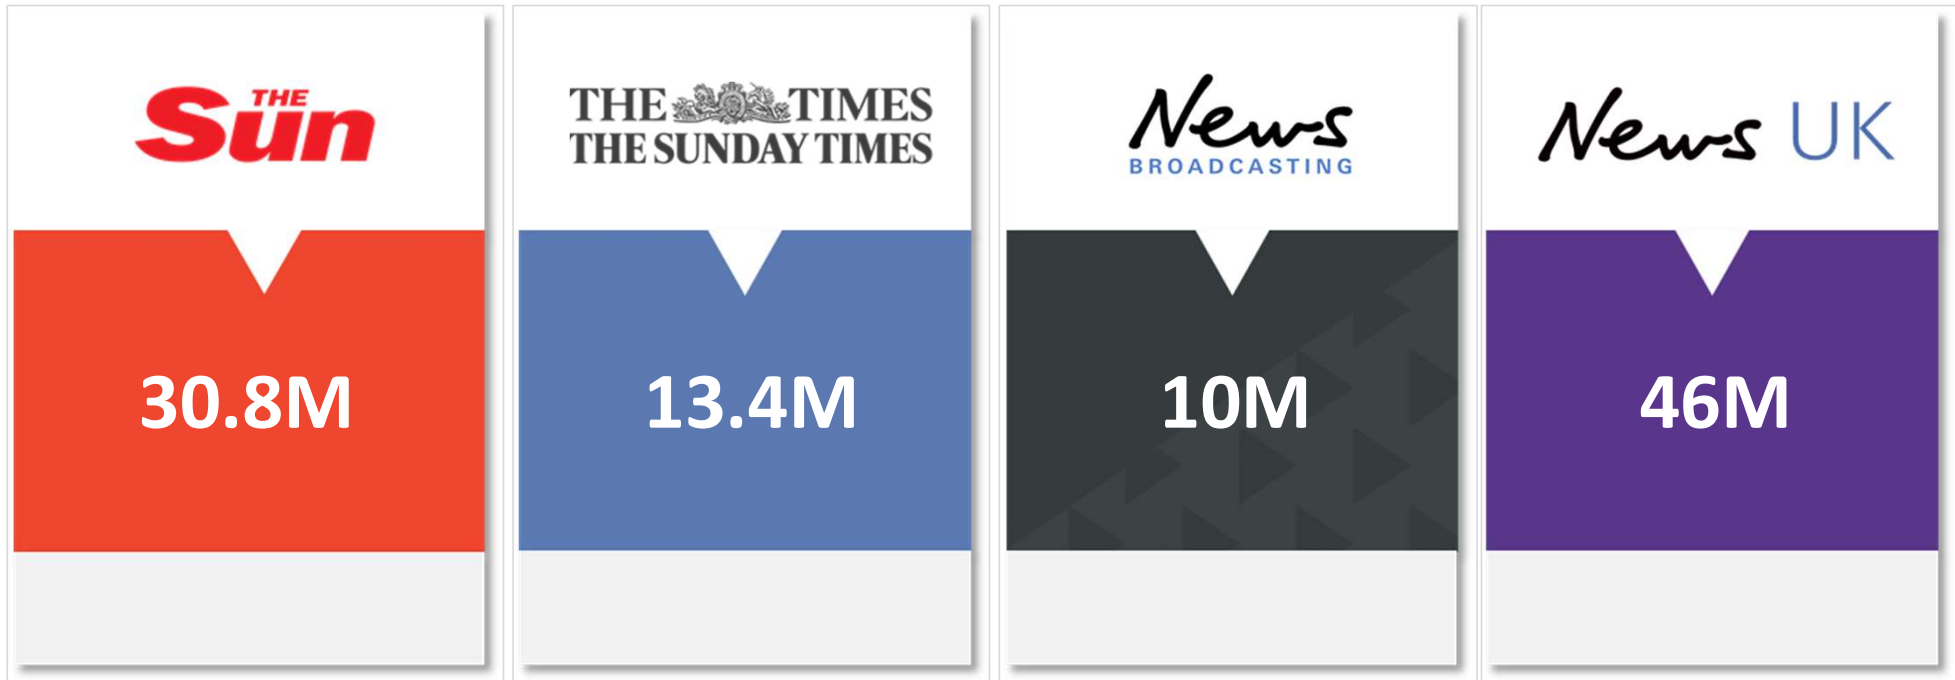 THE
Sun
THE TIMES
THE SUNDAY TIMES
News
BROADCASTING
News UK
30.8M
13.4M
10M
46M